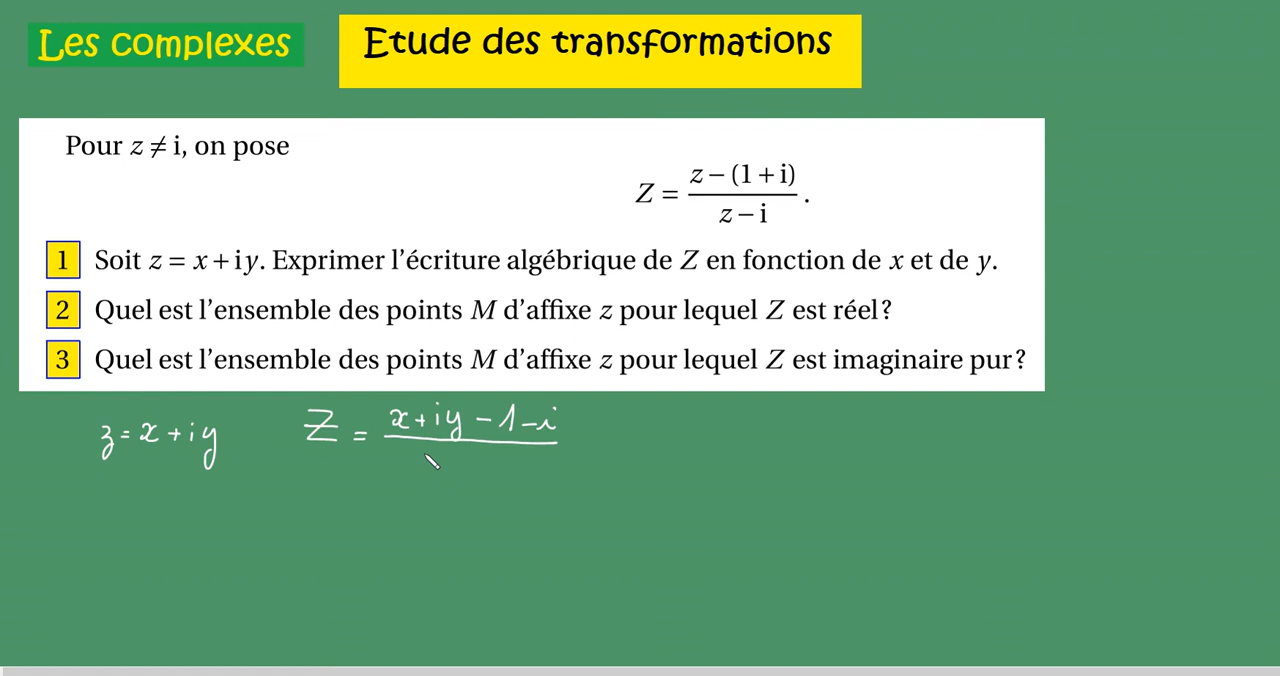 Les complexes
Etude des transformations
Pour z ≠ i, on pose
Z = \frac{z − (1 + i)}{z − i}.
1 Soit z = x + iy. Exprimer l’écriture algébrique de Z en fonction de x et de y.
2 Quel est l’ensemble des points M d’affixe z pour lequel Z est réel?
3 Quel est l’ensemble des points M d’affixe z pour lequel Z est imaginaire pur?
z = x + iy
Z = x + iy − 1 − i